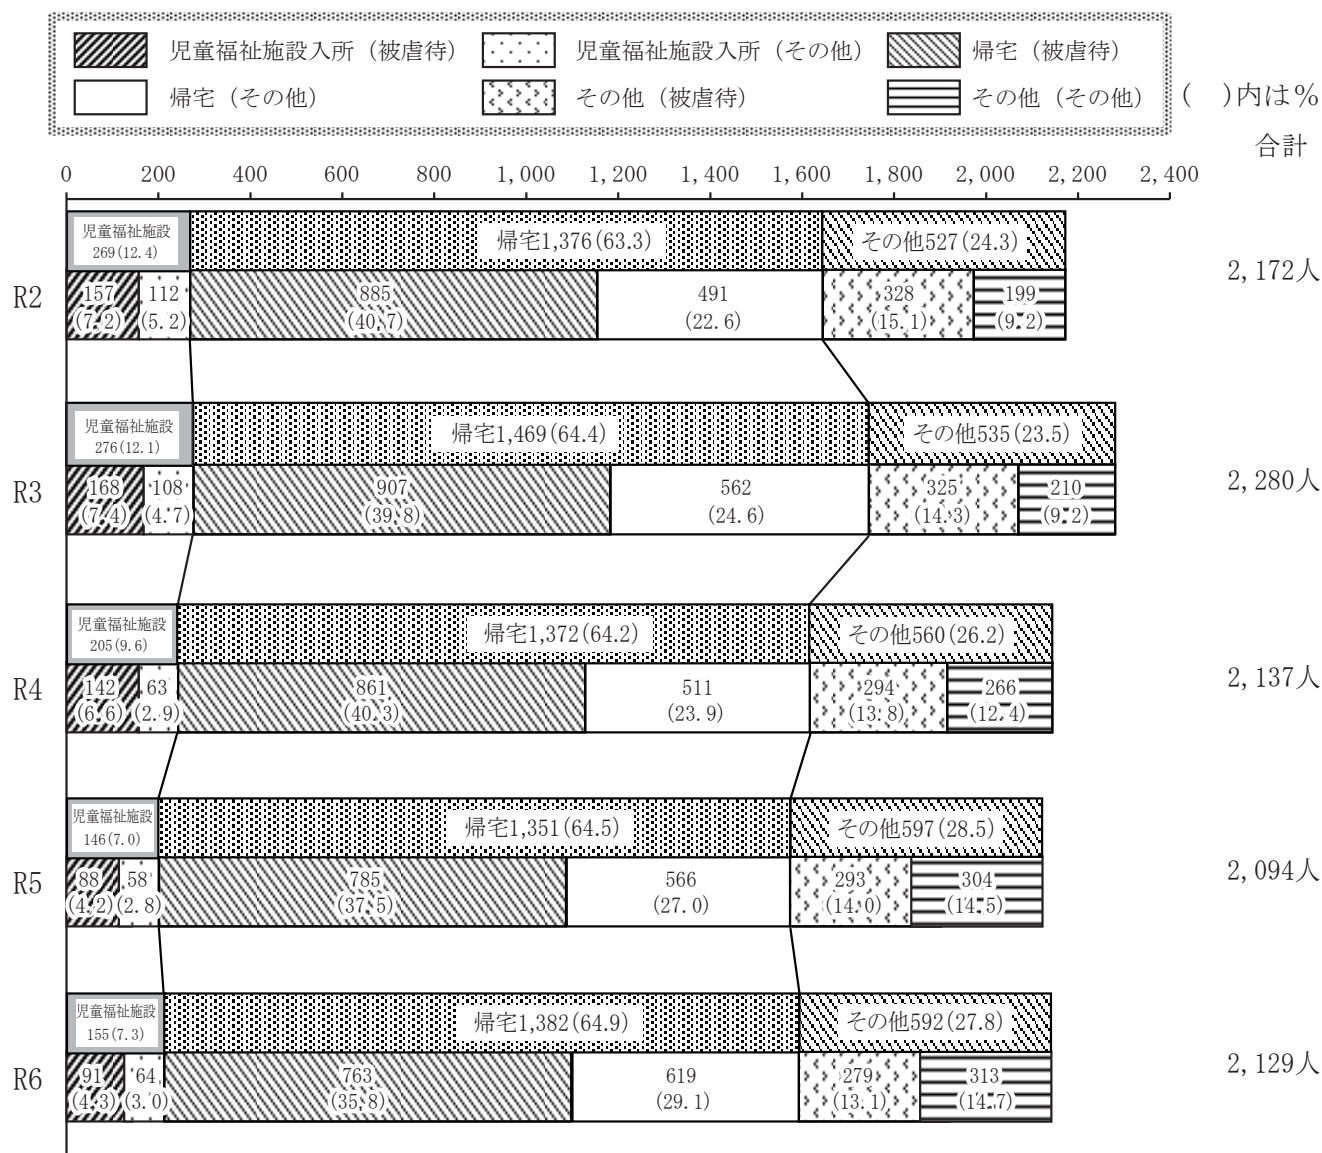 児童福祉施設入所（被虐待） 児童福祉施設入所（その他） 帰宅（被虐待）
帰宅（その他） その他（被虐待） その他（その他） (　)内は％
合計
0 200 400 600 800 1,000 1,200 1,400 1,600 1,800 2,000 2,200 2,400
児童福祉施設
269(12.4) 帰宅1,376(63.3) その他527(24.3)
R2 2,172人
157 112 885 491 328 199
(7.2) (5.2) (40.7) (22.6) (15.1) (9.2)
児童福祉施設
276(12.1) 帰宅1,469(64.4) その他535(23.5)
R3 2,280人
168 108 907 562 325 210
(7.4) (4.7) (39.8) (24.6) (14.3) (9.2)
児童福祉施設
205(9.6) 帰宅1,372(64.2) その他560(26.2)
R4 2,137人
142 63 861 511 294 266
(6.6) (2.9) (40.3) (23.9) (13.8) (12.4)
児童福祉施設
146(7.0) 帰宅1,351(64.5) その他597(28.5)
R5 2,094人
88 58 785 566 293 304
(4.2) (2.8) (37.5) (27.0) (14.0) (14.5)
児童福祉施設
155(7.3) 帰宅1,382(64.9) その他592(27.8)
R6 2,129人
91 64 763 619 279 313
(4.3) (3.0) (35.8) (29.1) (13.1) (14.7)